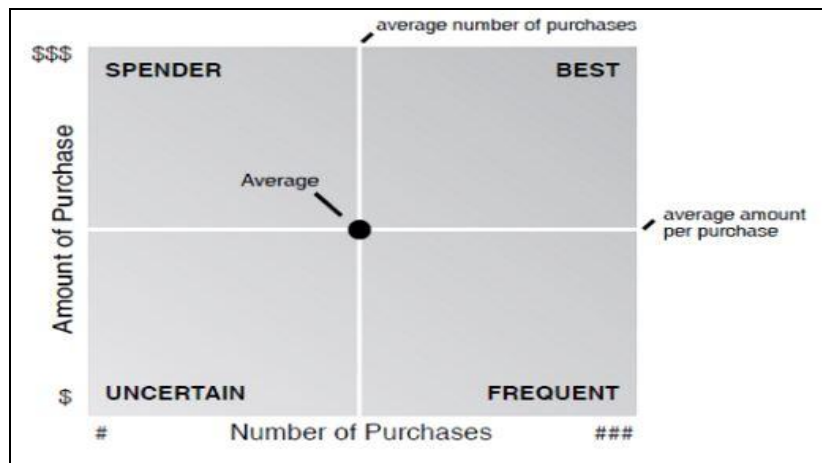 average number of purchases
$$$
SPENDER
BEST
Amount of Purchase
Average
average amount
per purchase
$
UNCERTAIN
FREQUENT
#
Number of Purchases
###